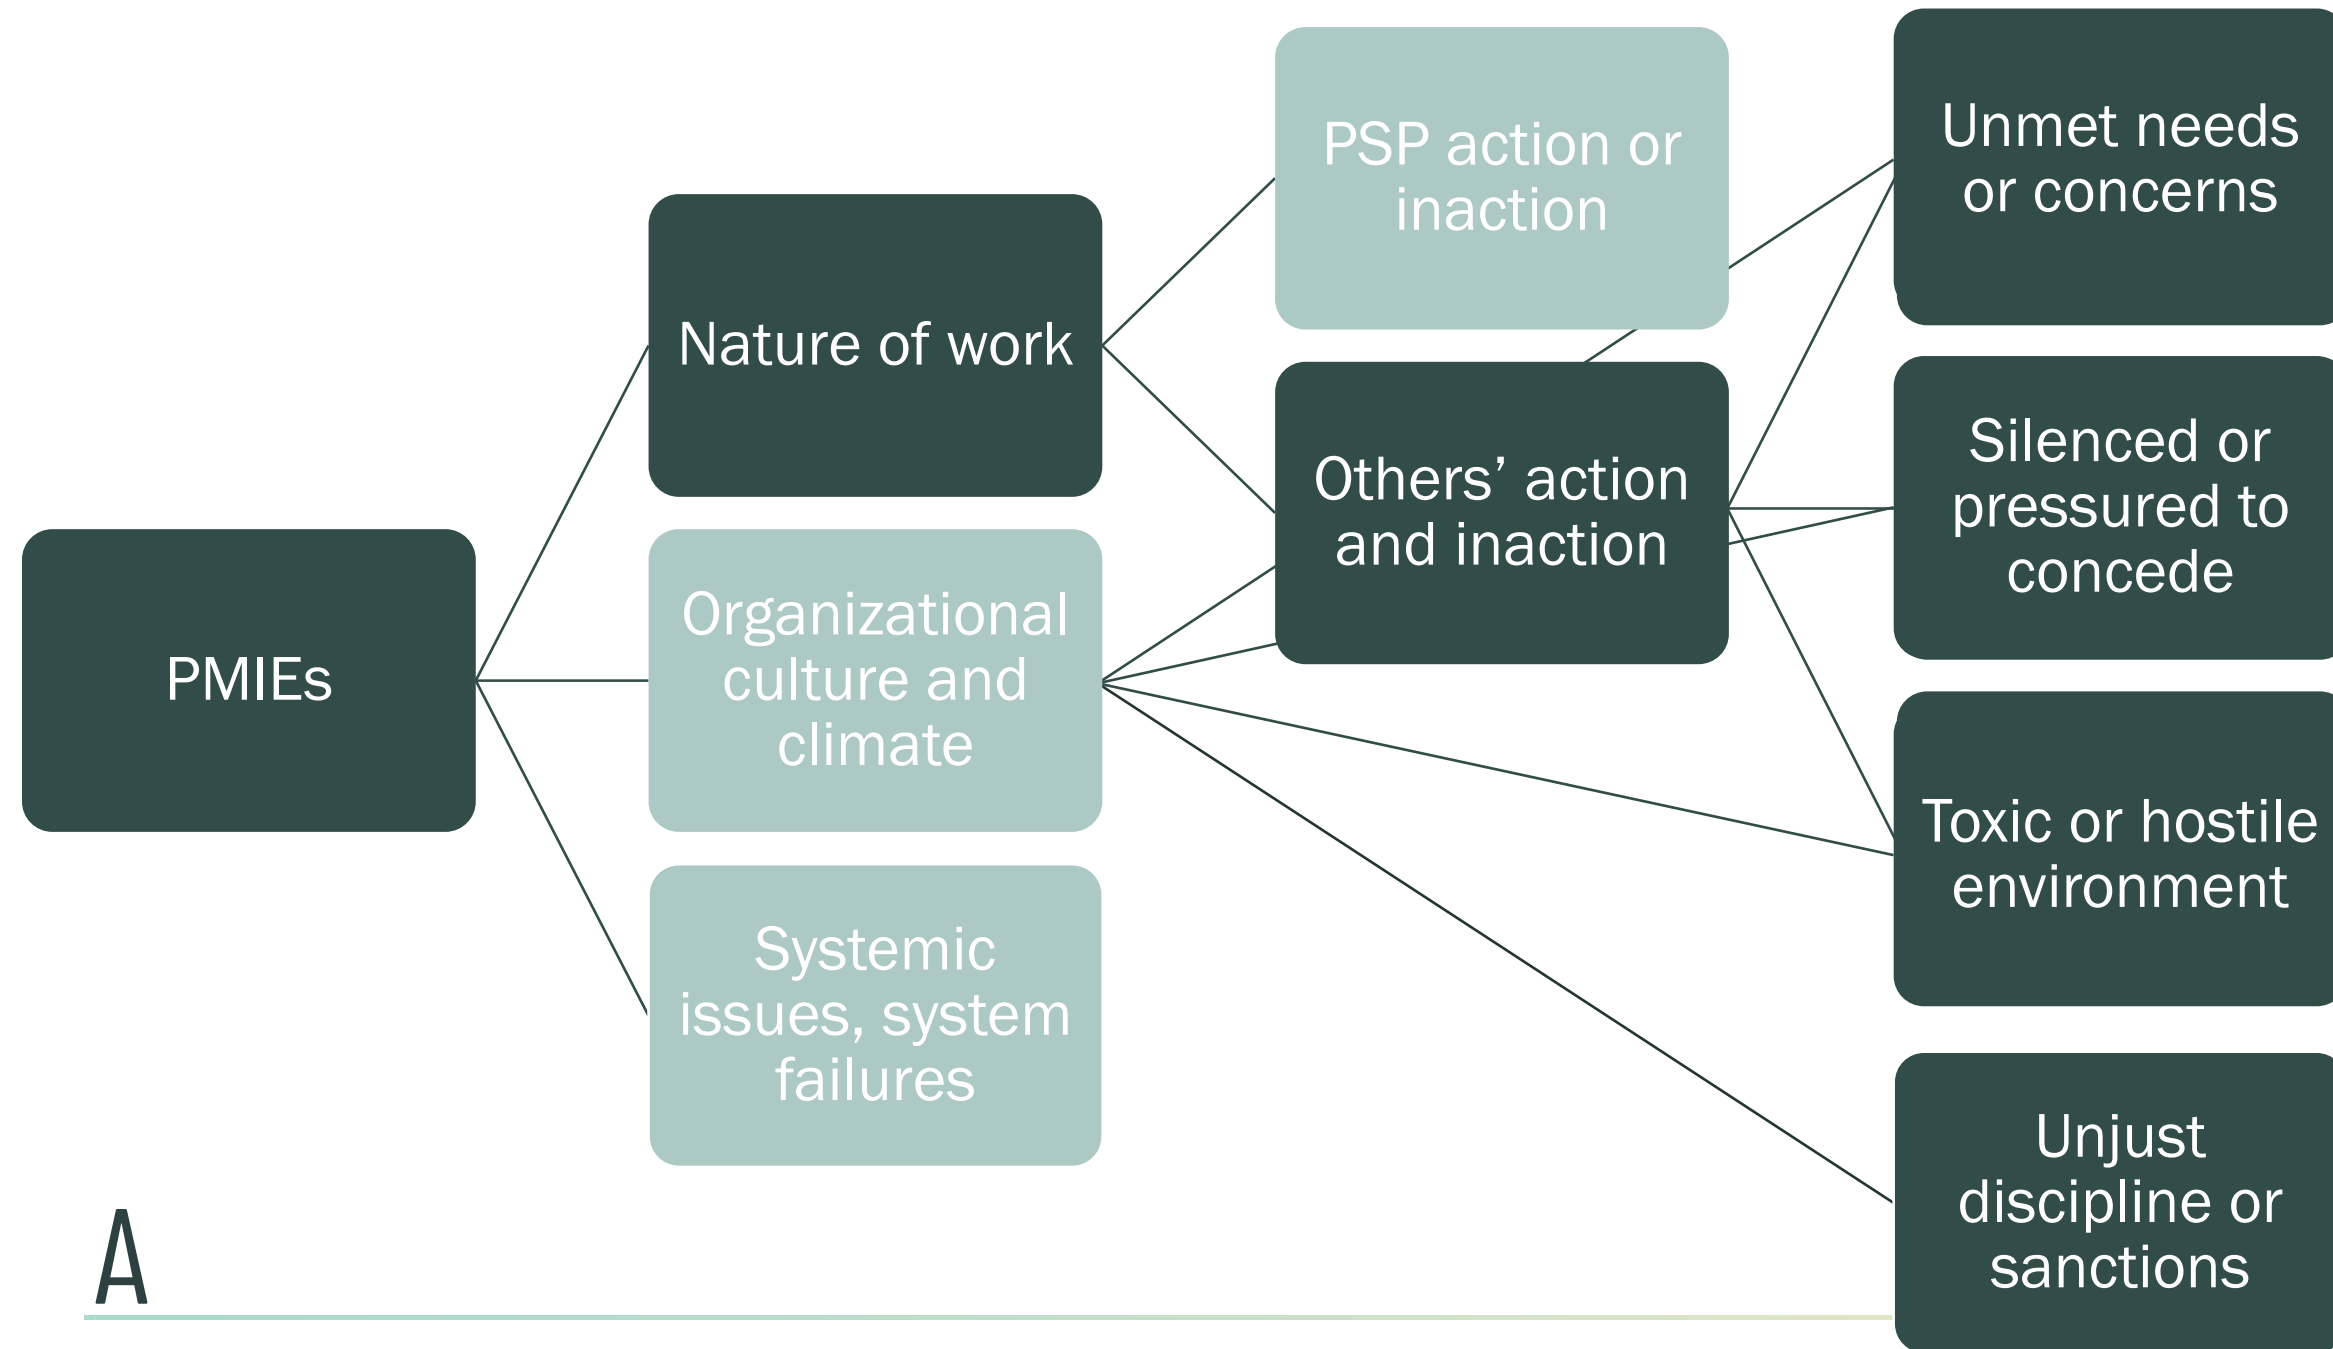 PMIEs
Nature of work
Organizational
culture and
climate
Systemic
issues, system
failures
PSP action or
inaction
Others’ action
and inaction
Unmet needs
or concerns
Silenced or
pressured to
concede
Toxic or hostile
environment
Unjust
discipline or
sanctions
A